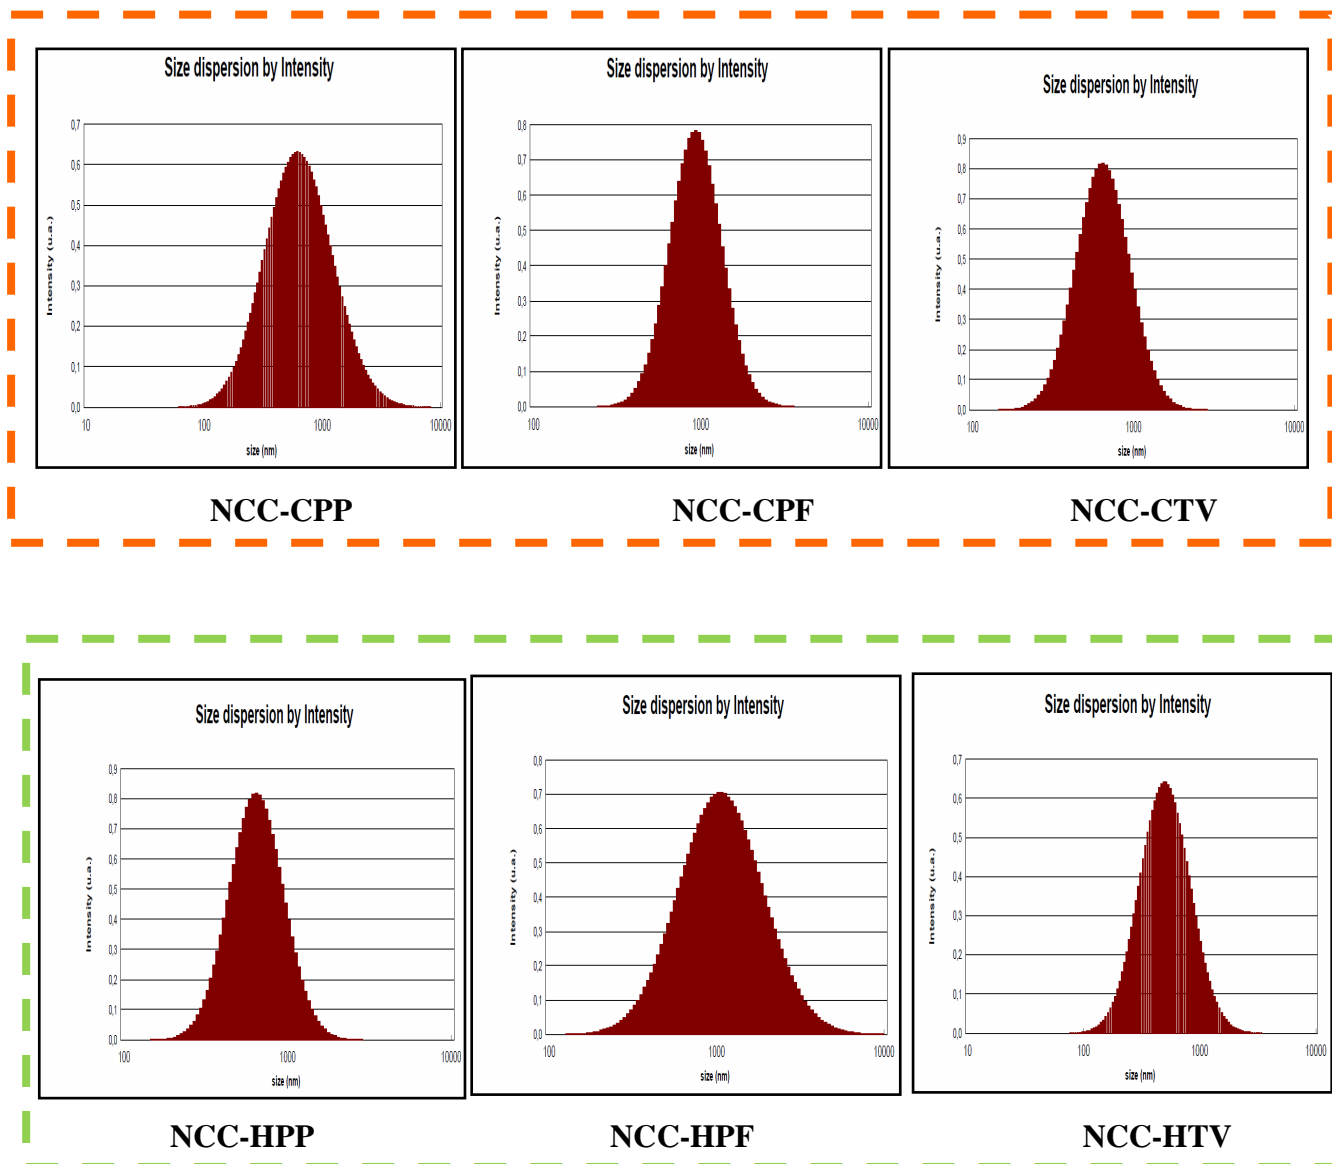 Size dispersion by Intensity
0,7
0,6
0,5
0,4
0,3
0,2
0,1
0,0
Intensity (u.a.)
10 100 1000 10000
size (nm)
NCC-CPP
Size dispersion by Intensity
0,8
0,7
0,6
0,5
0,4
0,3
0,2
0,1
0,0
Intensity (u.a.)
100 1000 10000
size (nm)
NCC-CPF
Size dispersion by Intensity
0,9
0,8
0,7
0,6
0,5
0,4
0,3
0,2
0,1
0,0
Intensity (u.a.)
100 1000 10000
size (nm)
NCC-CTV
Size dispersion by Intensity
0,9
0,8
0,7
0,6
0,5
0,4
0,3
0,2
0,1
0,0
Intensity (u.a.)
100 1000 10000
size (nm)
NCC-HPP
Size dispersion by Intensity
0,8
0,7
0,6
0,5
0,4
0,3
0,2
0,1
0,0
Intensity (u.a.)
100 1000 10000
size (nm)
NCC-HPF
Size dispersion by Intensity
0,7
0,6
0,5
0,4
0,3
0,2
0,1
0,0
Intensity (u.a.)
10 100 1000 10000
size (nm)
NCC-HTV